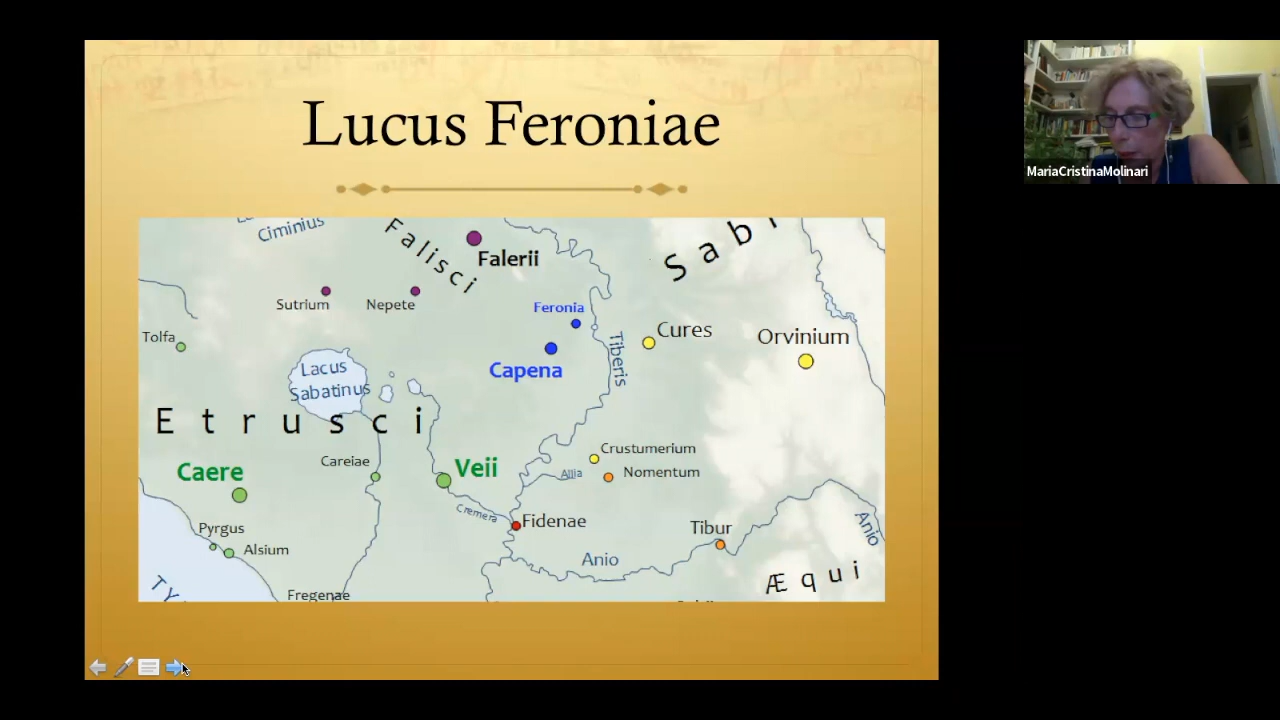 Lucus Feroniae
MariaCristinaMolinari
Ciminius
Falisci
Falerii
Sabi
Sutrium
Nepete
Feronia
Tolfa
Cures
Orvinium
Tiberis
Lacus
Sabatinus
Capena
Etrusci
Careiae
Crustumerium
Caere
Veii
Allia
Nomentum
Cremera
Fidenae
Pyrgus
Alsium
Tibur
Anio
Anio
Æqui
TY
Fregenae